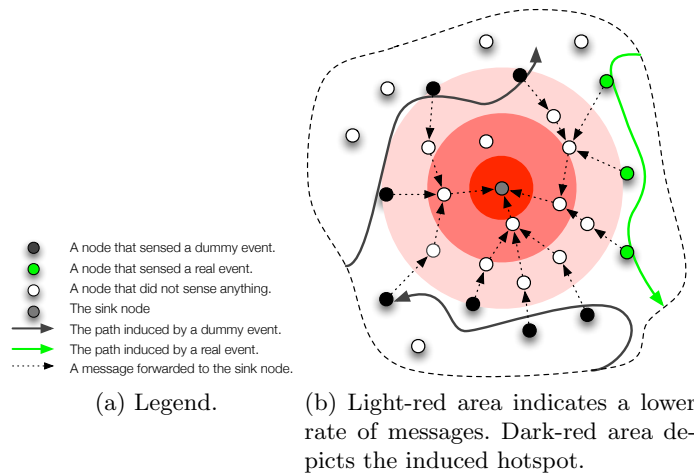 A node that sensed a dummy event.
A node that sensed a real event.
A node that did not sense anything.
The sink node
The path induced by a dummy event.
The path induced by a real event.
A message forwarded to the sink node.
(a) Legend.
(b) Light-red area indicates a lower
rate of messages. Dark-red area de-
picts the induced hotspot.